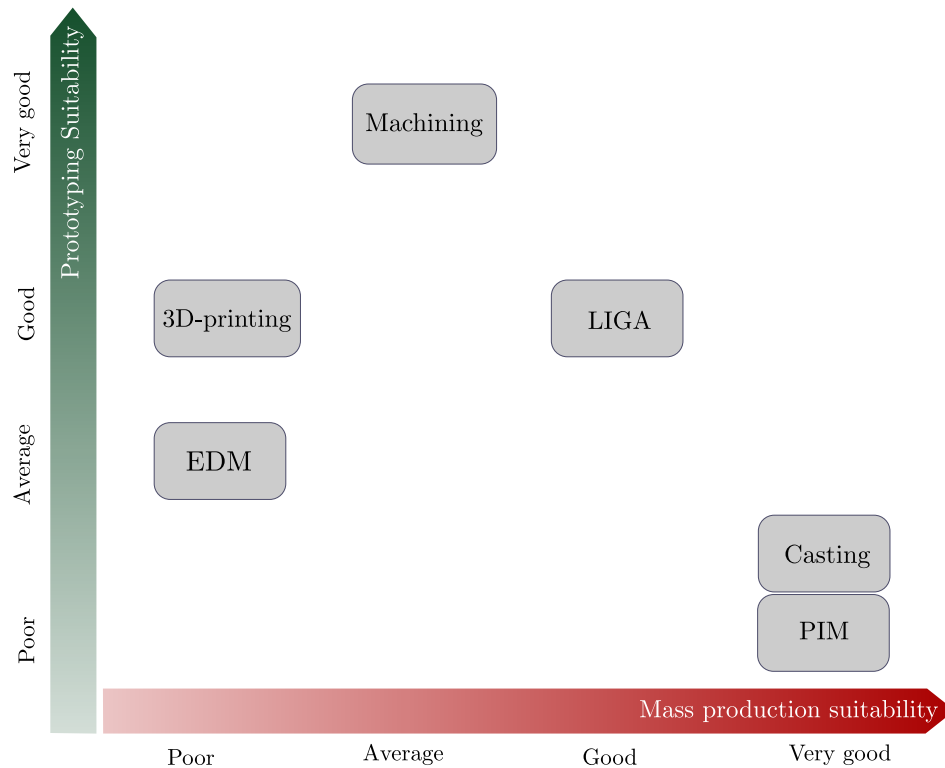 Prototyping Suitability
Very good
Good
Average
Poor
Machining
3D-printing
LIGA
EDM
Casting
PIM
Mass production suitability
Poor
Average
Good
Very good